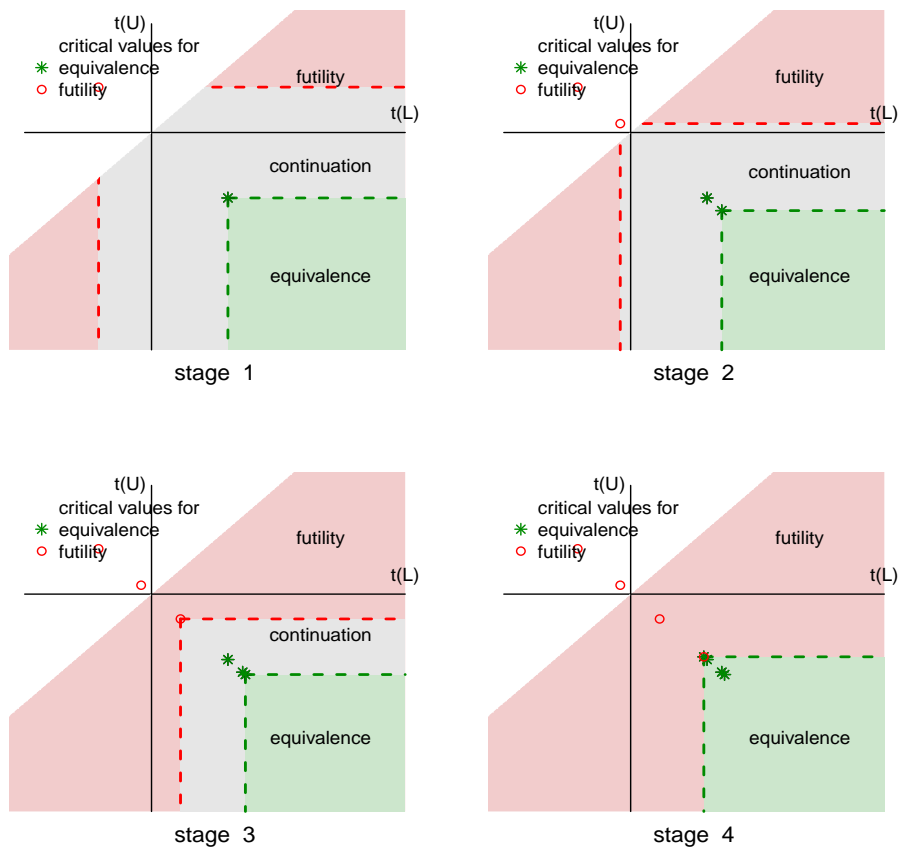 t(U)
critical values for
equivalence
futility
futility
t(L)
continuation
equivalence
stage 1
t(U)
critical values for
equivalence
futility
futility
t(L)
continuation
equivalence
stage 2
t(U)
critical values for
equivalence
futility
futility
t(L)
continuation
equivalence
stage 3
t(U)
critical values for
equivalence
futility
futility
t(L)
equivalence
stage 4